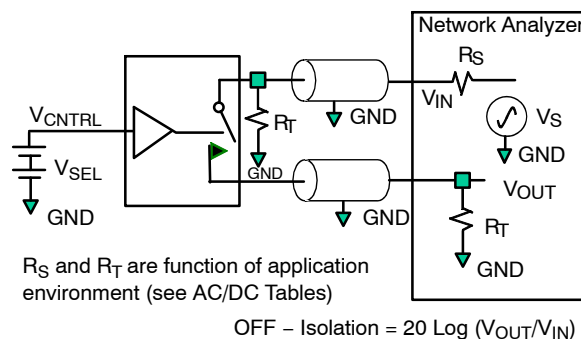 Network Analyzer
RS
VIN
VS
GND
GND
RT
VCNTRL
VSEL
GND
GND
GND
VOUT
RT
GND
RS and RT are function of application
environment (see AC/DC Tables)
OFF – Isolation = 20 Log (VOUT/VIN)